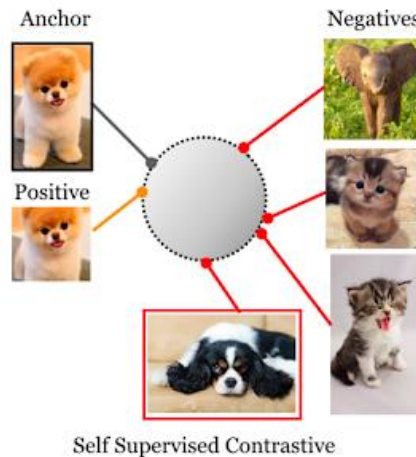 Anchor
Negatives
Positive
Self Supervised Contrastive